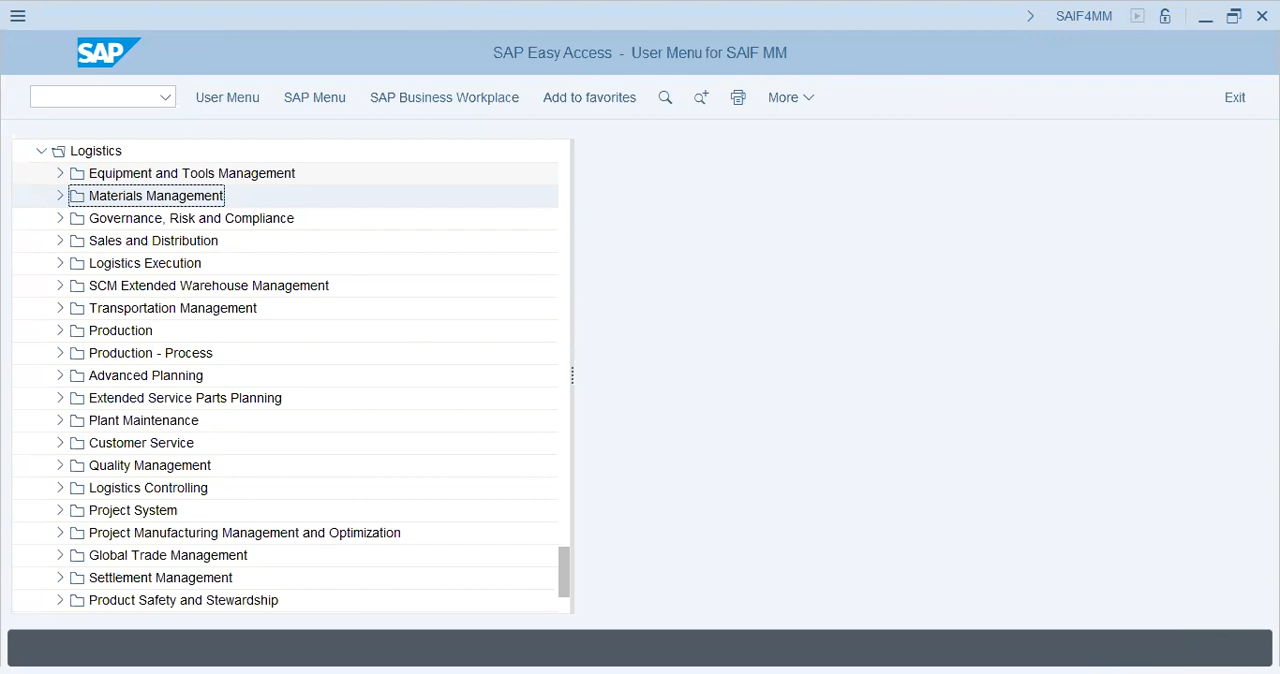 SAIF4MM
SAP
SAP Easy Access - User Menu for SAIF MM
User Menu SAP Menu SAP Business Workplace Add to favorites More Exit
Logistics
Equipment and Tools Management
Materials Management
Governance, Risk and Compliance
Sales and Distribution
Logistics Execution
SCM Extended Warehouse Management
Transportation Management
Production
Production - Process
Advanced Planning
Extended Service Parts Planning
Plant Maintenance
Customer Service
Quality Management
Logistics Controlling
Project System
Project Manufacturing Management and Optimization
Global Trade Management
Settlement Management
Product Safety and Stewardship